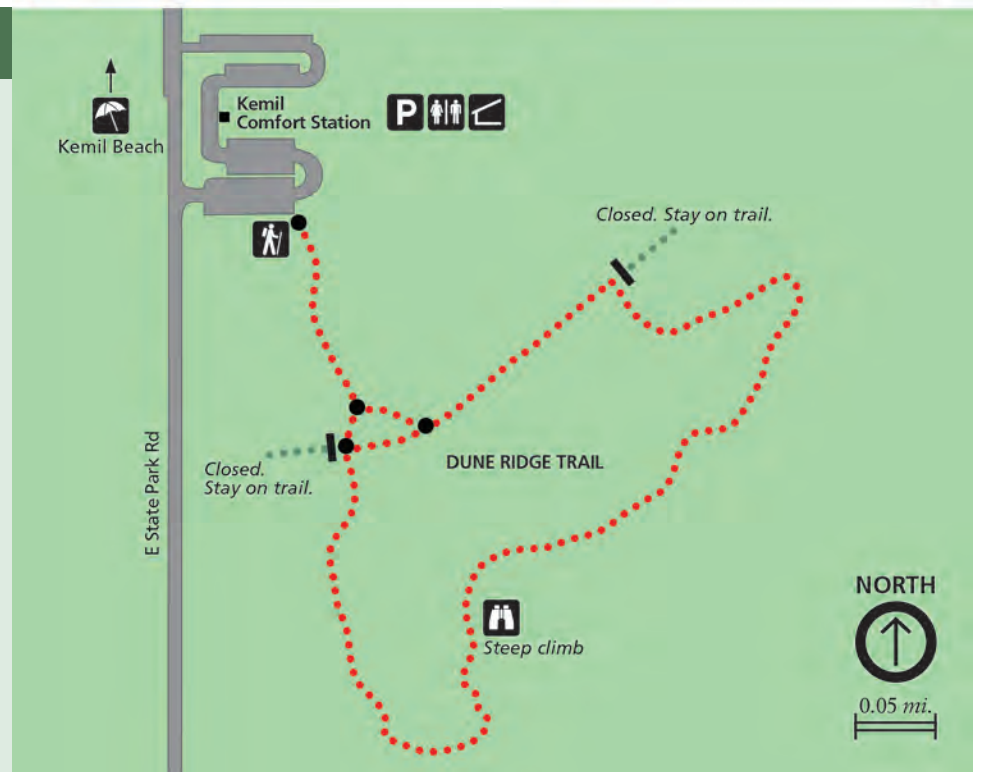 Kemil Beach
Kemil
Comfort Station
P
Closed. Stay on trail.
DUNE RIDGE TRAIL
Closed.
Stay on trail.
E State Park Rd
Steep climb
NORTH
0.05 mi.